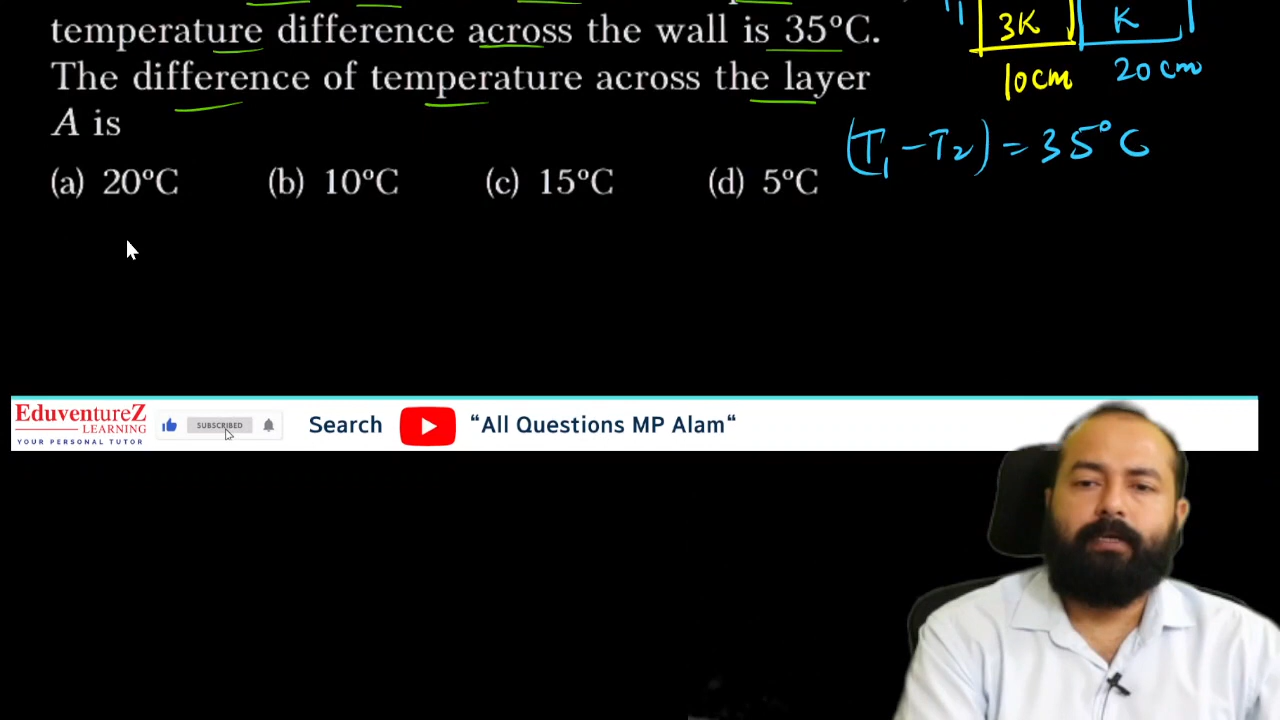 temperature difference across the wall is 35°C.
The difference of temperature across the layer
A is
(a) 20°C (b) 10°C (c) 15°C (d) 5°C
3K K
10cm 20cm
(T₁ - T₂) = 35°C
EduventureZ
LEARNING
YOUR PERSONAL TUTOR
SUBSCRIBED
Search "All Questions MP Alam"